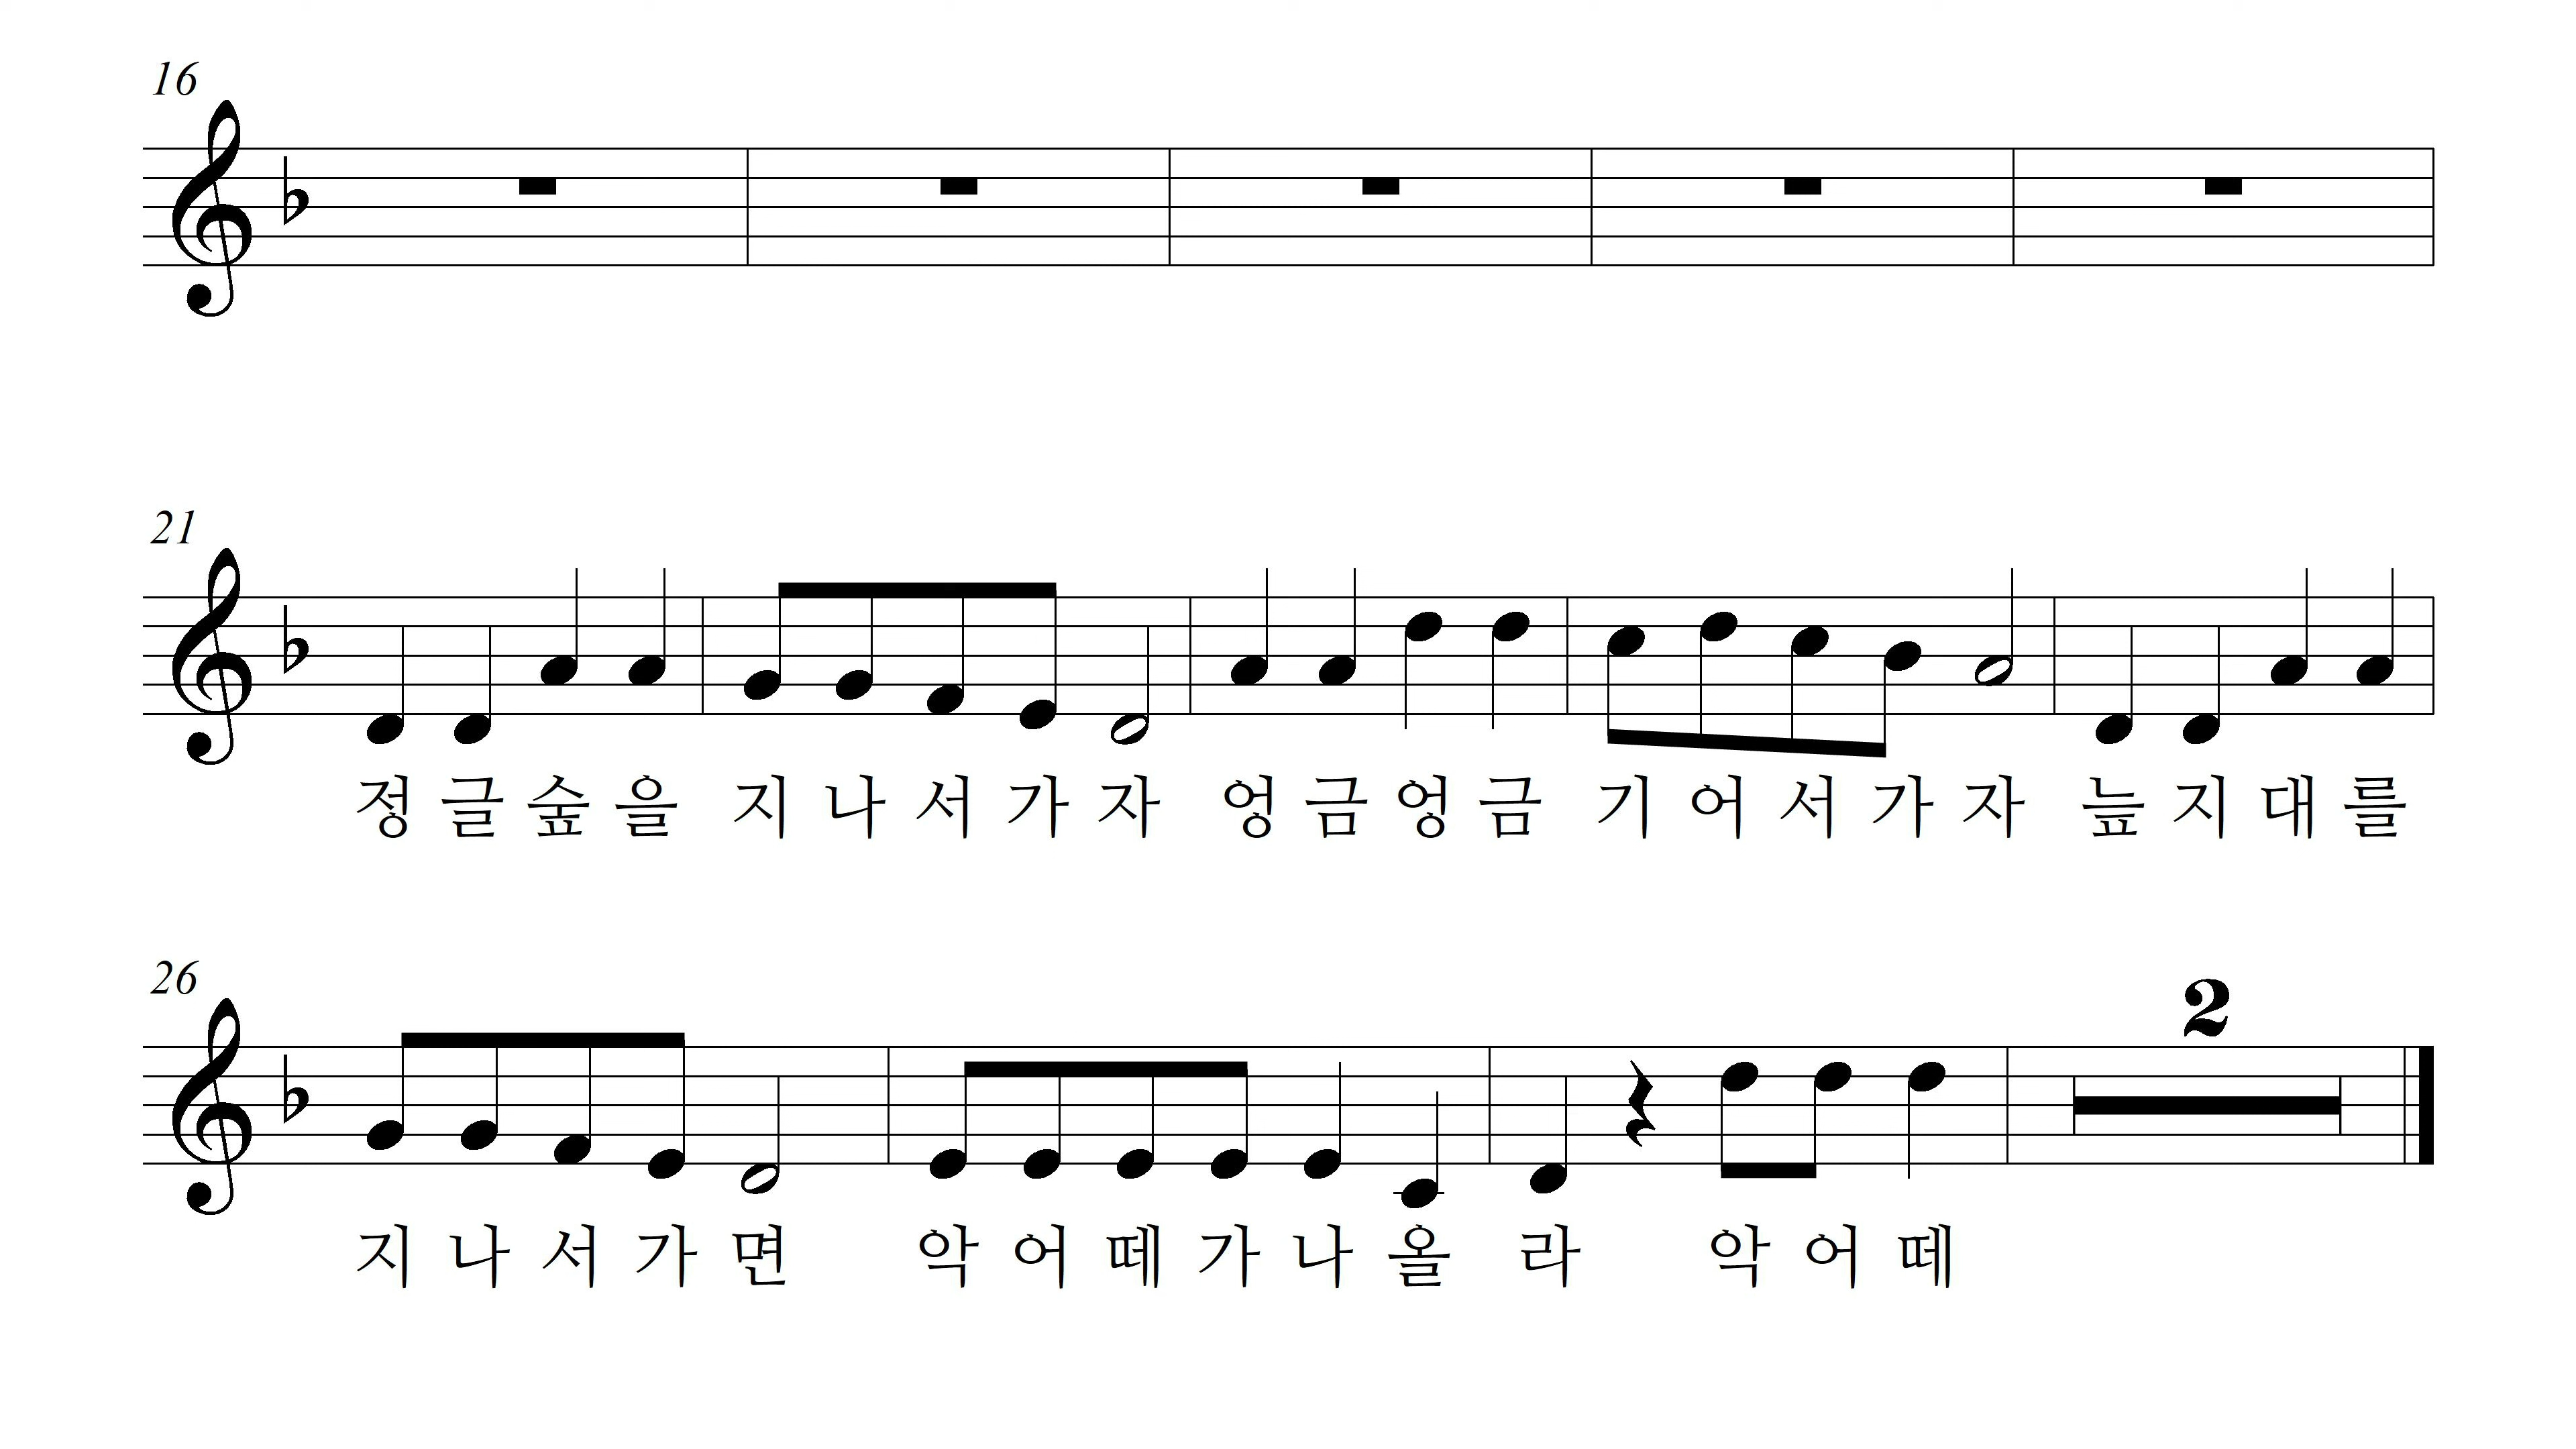 16
21
정 글 숲 을 지 나 서 가 자 엉 금 엉 금 기 어 서 가 자 늪 지 대 를
26
2
지 나 서 가 면 악 어 떼 가 나 올 라 악 어 떼